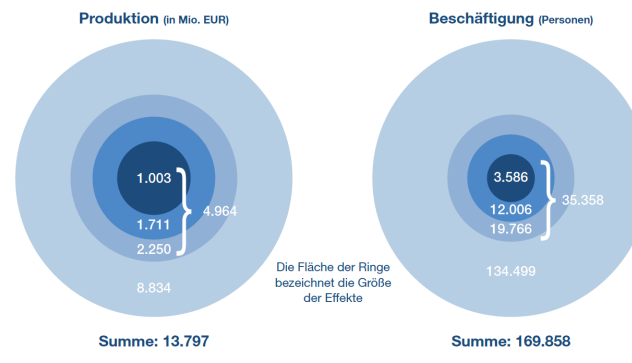 Produktion (in Mio. EUR)
1.003
1.711
2.250
4.964
8.834
Summe: 13.797
Die Fläche der Ringe
bezeichnet die Größe
der Effekte
Beschäftigung (Personen)
3.586
12.006
19.766
35.358
134.499
Summe: 169.858